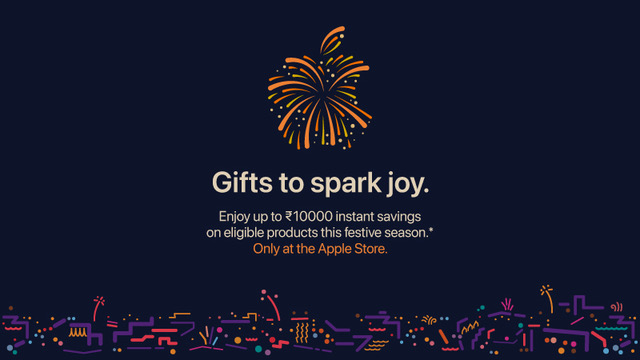 Gifts to spark joy.
Enjoy up to ₹10000 instant savings
on eligible products this festive season.*
Only at the Apple Store.